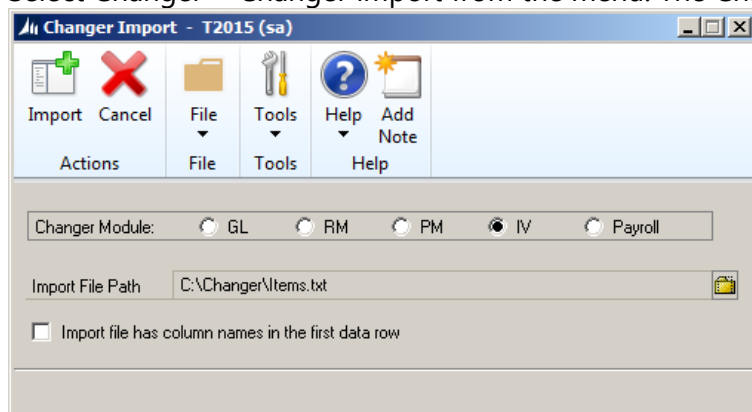 Changer Import - T2015 (sa)
Import Cancel File Tools Help Add Note
Actions File Tools Help
Changer Module: GL RM PM IV Payroll
Import File Path C:\Changer\Items.txt
Import file has column names in the first data row